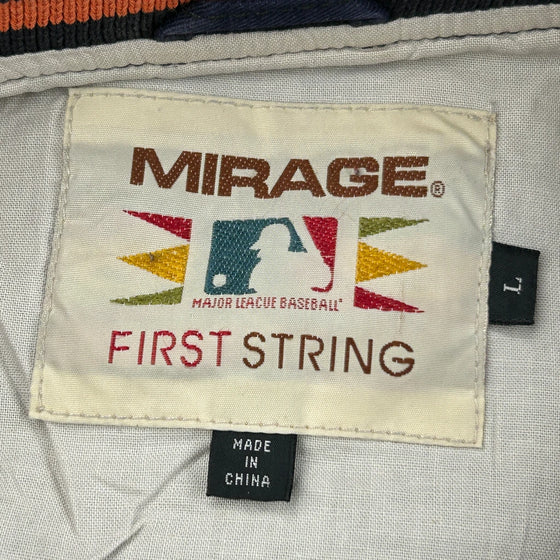 MIRAGE®
MAJOR LEAGUE BASEBALL®
FIRST STRING
L
MADE
IN
CHINA